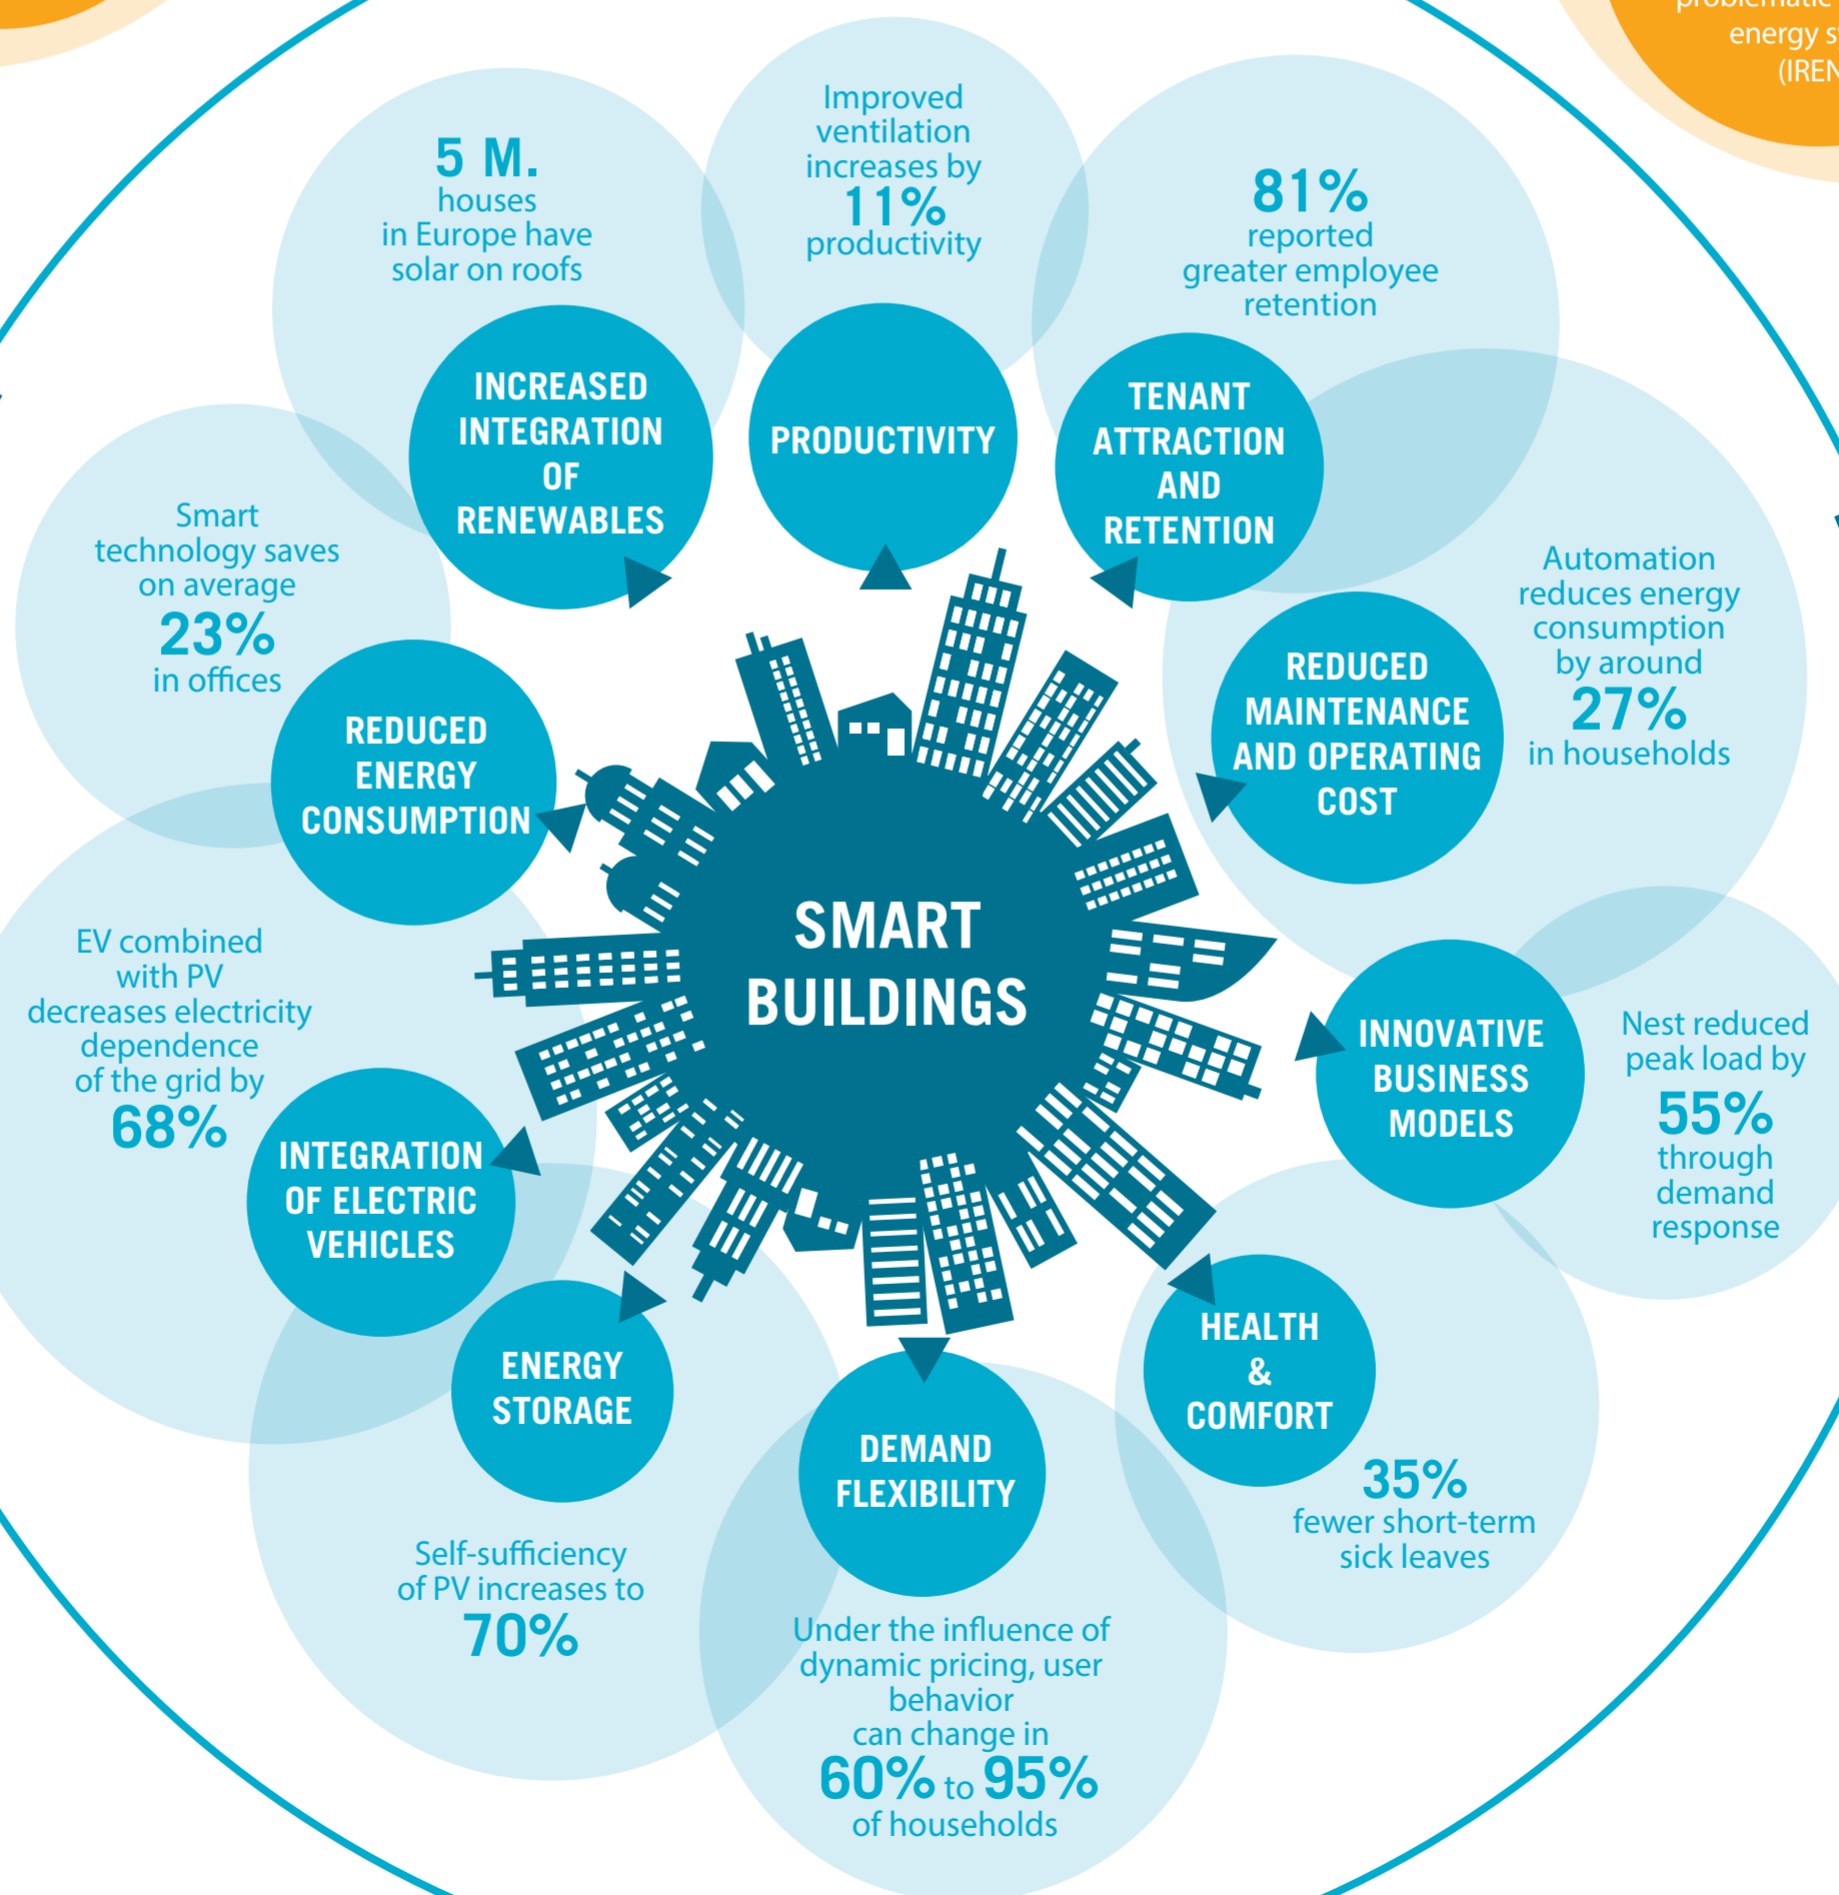 problematic
energy
(IREN
5 M.
houses
in Europe have
solar on roofs
INCREASED
INTEGRATION
OF
RENEWABLES
Improved
ventilation
increases by
11%
productivity
PRODUCTIVITY
81%
reported
greater employee
retention
TENANT
ATTRACTION
AND
RETENTION
Automation
reduces energy
consumption
by around
27%
in households
REDUCED
MAINTENANCE
AND OPERATING
COST
Nest reduced
peak load by
55%
through
demand
response
INNOVATIVE
BUSINESS
MODELS
HEALTH
&
COMFORT
35%
fewer short-term
sick leaves
DEMAND
FLEXIBILITY
Under the influence of
dynamic pricing, user
behavior
can change in
60% to 95%
of households
ENERGY
STORAGE
Self-sufficiency
of PV increases to
70%
EV combined
with PV
decreases electricity
dependence
of the grid by
68%
INTEGRATION
OF ELECTRIC
VEHICLES
Smart
technology saves
on average
23%
in offices
REDUCED
ENERGY
CONSUMPTION
SMART
BUILDINGS